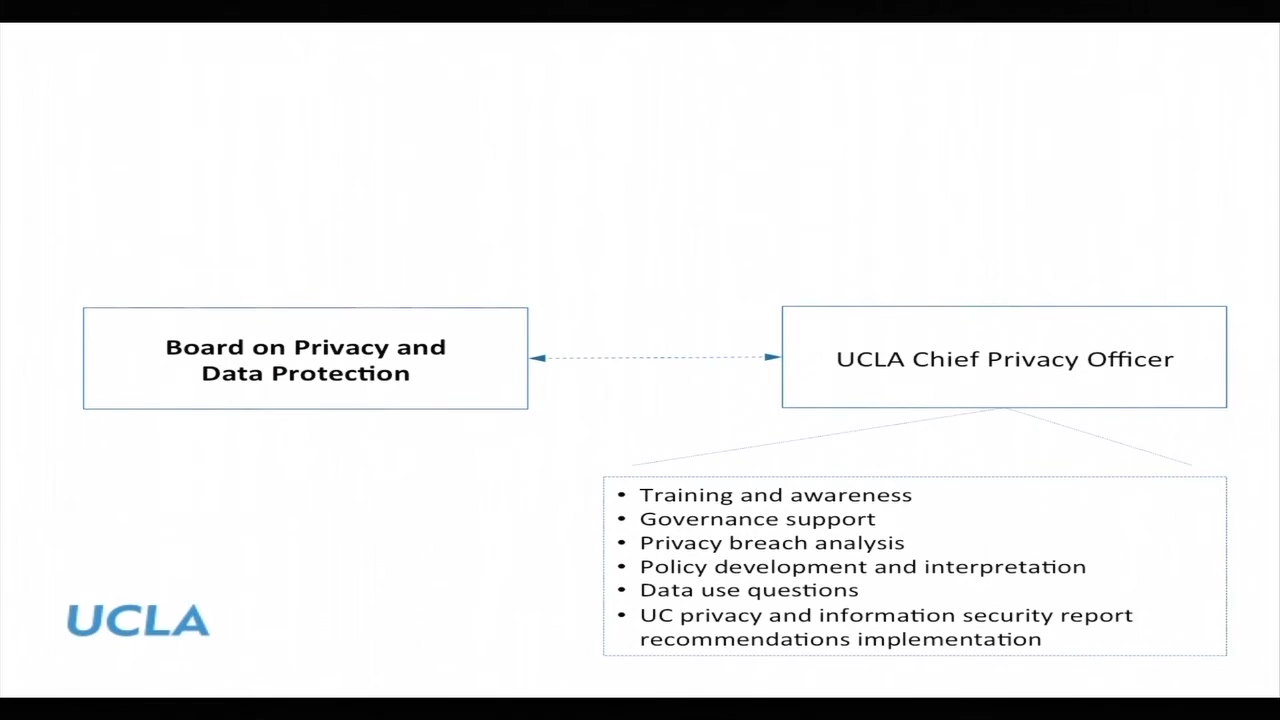 Board on Privacy and
Data Protection
UCLA Chief Privacy Officer
• Training and awareness
• Governance support
• Privacy breach analysis
• Policy development and interpretation
• Data use questions
• UC privacy and information security report
recommendations implementation
UCLA